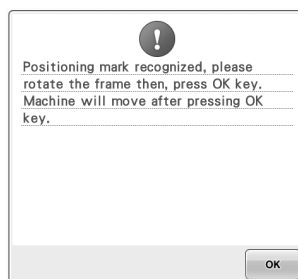 Positioning mark recognized, please
rotate the frame then, press OK key.
Machine will move after pressing OK
key.
OK